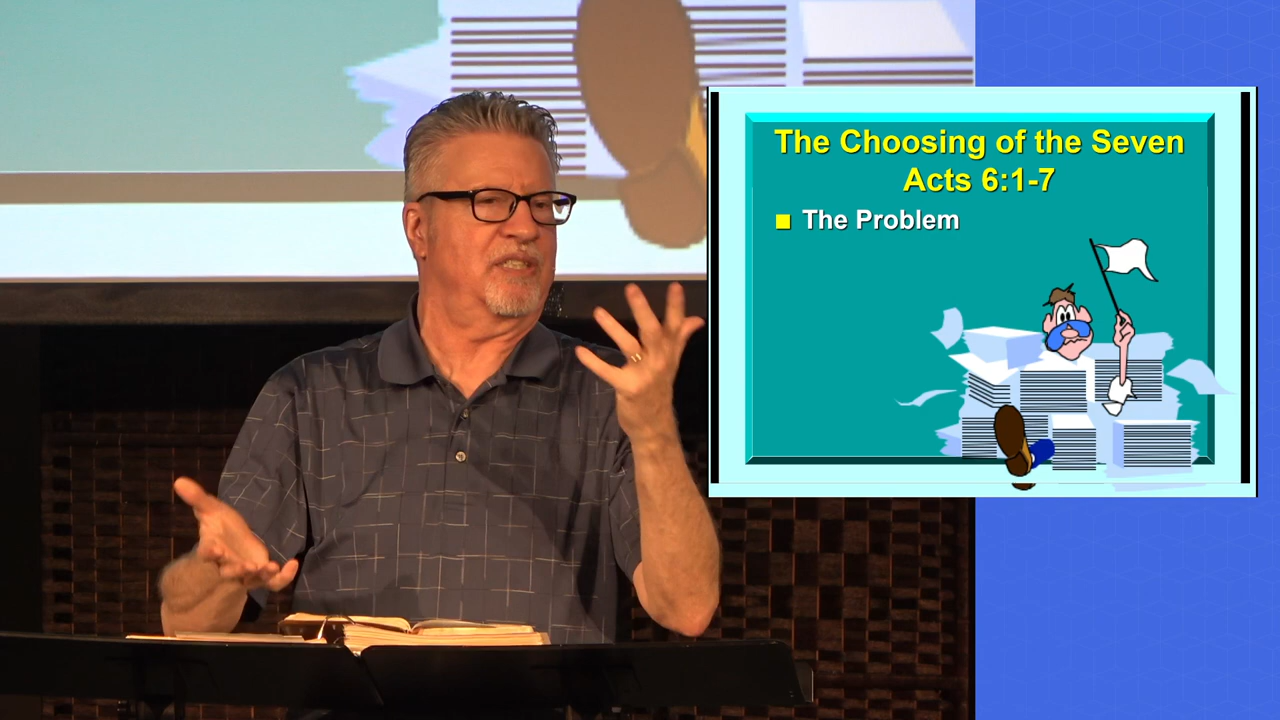 The Choosing of the Seven
Acts 6:1-7
The Problem